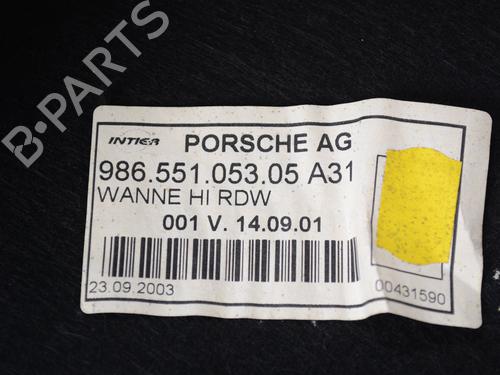 B-PARTS
INTIER
PORSCHE AG
986.551.053.05 A31
WANNE HI RDW
001 V. 14.09.01
23.09.2003
00431590